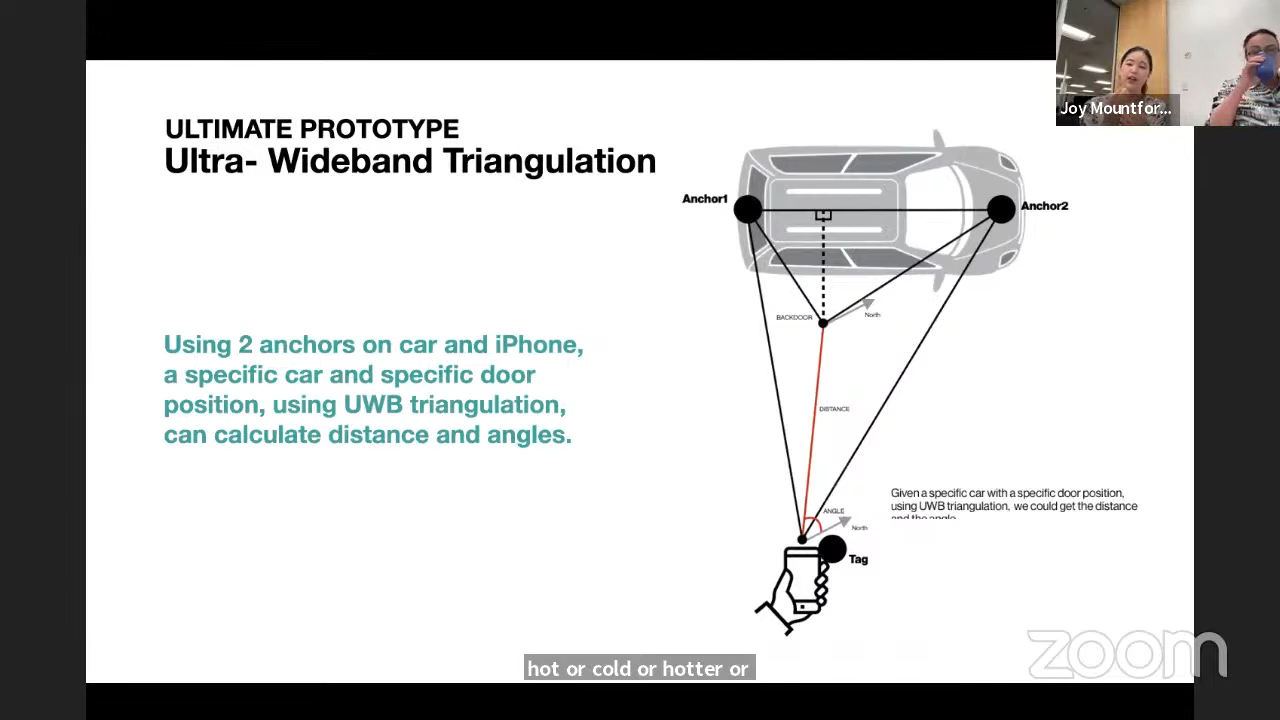 Joy Mountfor...
ULTIMATE PROTOTYPE
Ultra- Wideband Triangulation
Anchor1
Anchor2
BACKDOOR
North
Using 2 anchors on car and iPhone,
a specific car and specific door
position, using UWB triangulation,
can calculate distance and angles.
DISTANCE
Given a specific car with a specific door position,
using UWB triangulation, we could get the distance
and the angle
ANGLE
North
Tag
zoom
hot or cold or hotter or